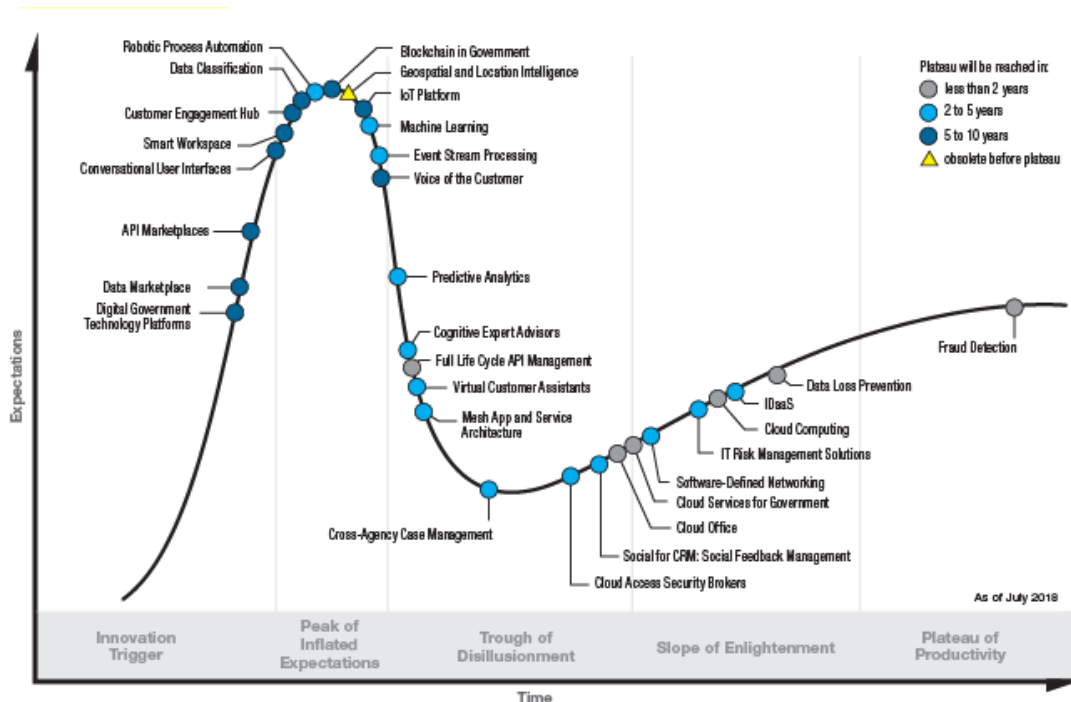 Robotic Process Automation
Data Classification
Customer Engagement Hub
Smart Workspace
Conversational User Interfaces
API Marketplaces
Data Marketplace
Digital Government
Technology Platforms
Blockchain in Government
Geospatial and Location Intelligence
IoT Platform
Machine Learning
Event Stream Processing
Voice of the Customer
Predictive Analytics
Cognitive Expert Advisors
Full Life Cycle API Management
Virtual Customer Assistants
Mesh App and Service
Architecture
Cross-Agency Case Management
Cloud Access Security Brokers
Social for CRM: Social Feedback Management
Cloud Office
Cloud Services for Government
Software-Defined Networking
IT Risk Management Solutions
Cloud Computing
IDaaS
Data Loss Prevention
Fraud Detection
Plateau will be reached in:
less than 2 years
2 to 5 years
5 to 10 years
obsolete before plateau
As of July 2018
Expectations
Innovation
Trigger
Peak of
Inflated
Expectations
Trough of
Disillusionment
Slope of Enlightenment
Plateau of
Productivity
Time